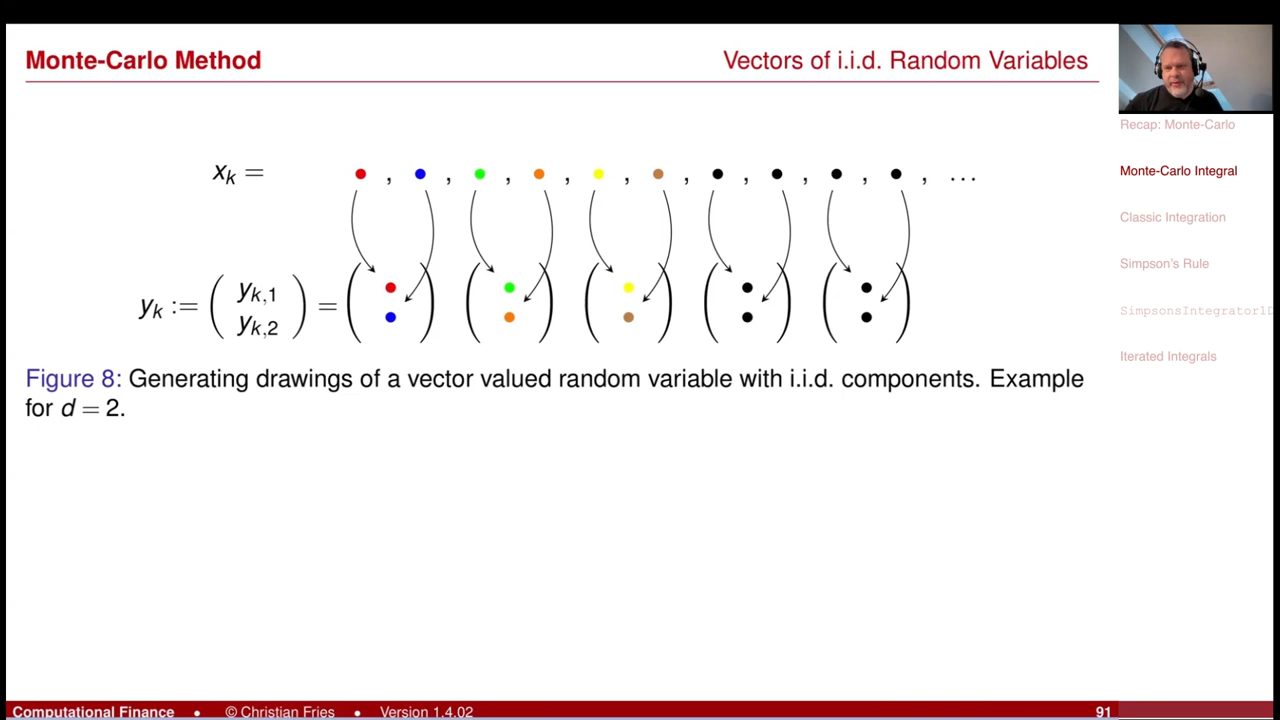 Monte-Carlo Method
Vectors of i.i.d. Random Variables
Recap: Monte-Carlo
Monte-Carlo Integral
Classic Integration
Simpson's Rule
SimpsonsIntegrator1D
Iterated Integrals
x_k = , , , , , , , , , , ...
y_k := ( y_{k,1} y_{k,2} ) =
Figure 8: Generating drawings of a vector valued random variable with i.i.d. components. Example
for d = 2.
Computational Finance • © Christian Fries • Version 1.4.02 91